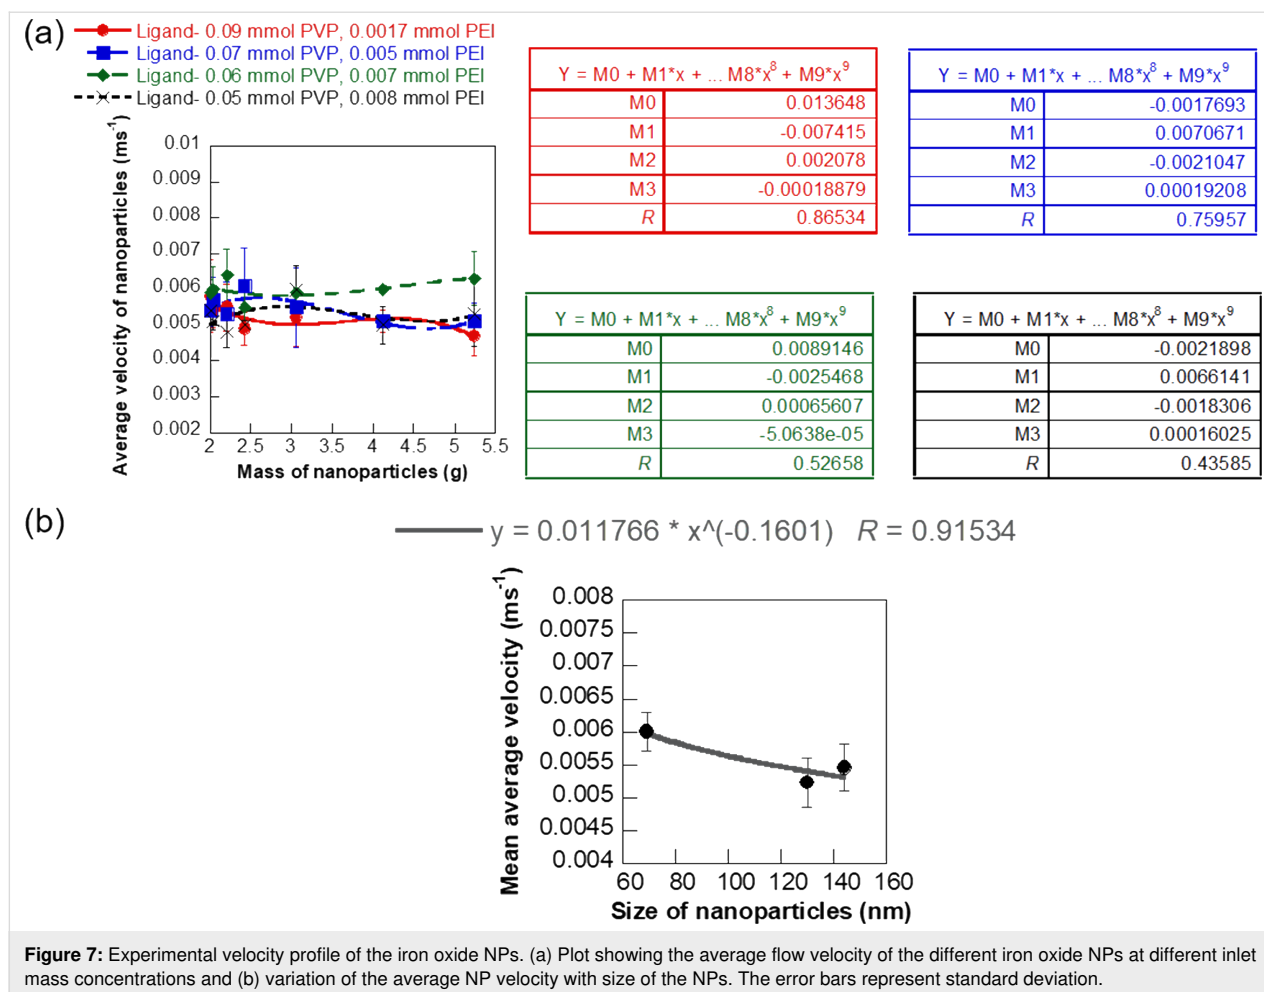 (a)
Ligand- 0.09 mmol PVP, 0.0017 mmol PEI
Ligand- 0.07 mmol PVP, 0.005 mmol PEI
Ligand- 0.06 mmol PVP, 0.007 mmol PEI
Ligand- 0.05 mmol PVP, 0.008 mmol PEI
Average velocity of nanoparticles (ms⁻¹)
0.01
0.009
0.008
0.007
0.006
0.005
0.004
0.003
0.002
2 2.5 3 3.5 4 4.5 5 5.5
Mass of nanoparticles (g)
Y = M0 + M1*x + ... M8*x⁸ + M9*x⁹
M0 0.013648
M1 -0.007415
M2 0.002078
M3 -0.00018879
R 0.86534
Y = M0 + M1*x + ... M8*x⁸ + M9*x⁹
M0 -0.0017693
M1 0.0070671
M2 -0.0021047
M3 0.00019208
R 0.75957
Y = M0 + M1*x + ... M8*x⁸ + M9*x⁹
M0 0.0089146
M1 -0.0025468
M2 0.00065607
M3 -5.0638e-05
R 0.52658
Y = M0 + M1*x + ... M8*x⁸ + M9*x⁹
M0 -0.0021898
M1 0.0066141
M2 -0.0018306
M3 0.00016025
R 0.43585
(b)
y = 0.011766 * x^(-0.1601) R = 0.91534
Mean average velocity (ms⁻¹)
0.008
0.0075
0.007
0.0065
0.006
0.0055
0.005
0.0045
0.004
60 80 100 120 140 160
Size of nanoparticles (nm)
Figure 7: Experimental velocity profile of the iron oxide NPs. (a) Plot showing the average flow velocity of the different iron oxide NPs at different inlet
mass concentrations and (b) variation of the average NP velocity with size of the NPs. The error bars represent standard deviation.